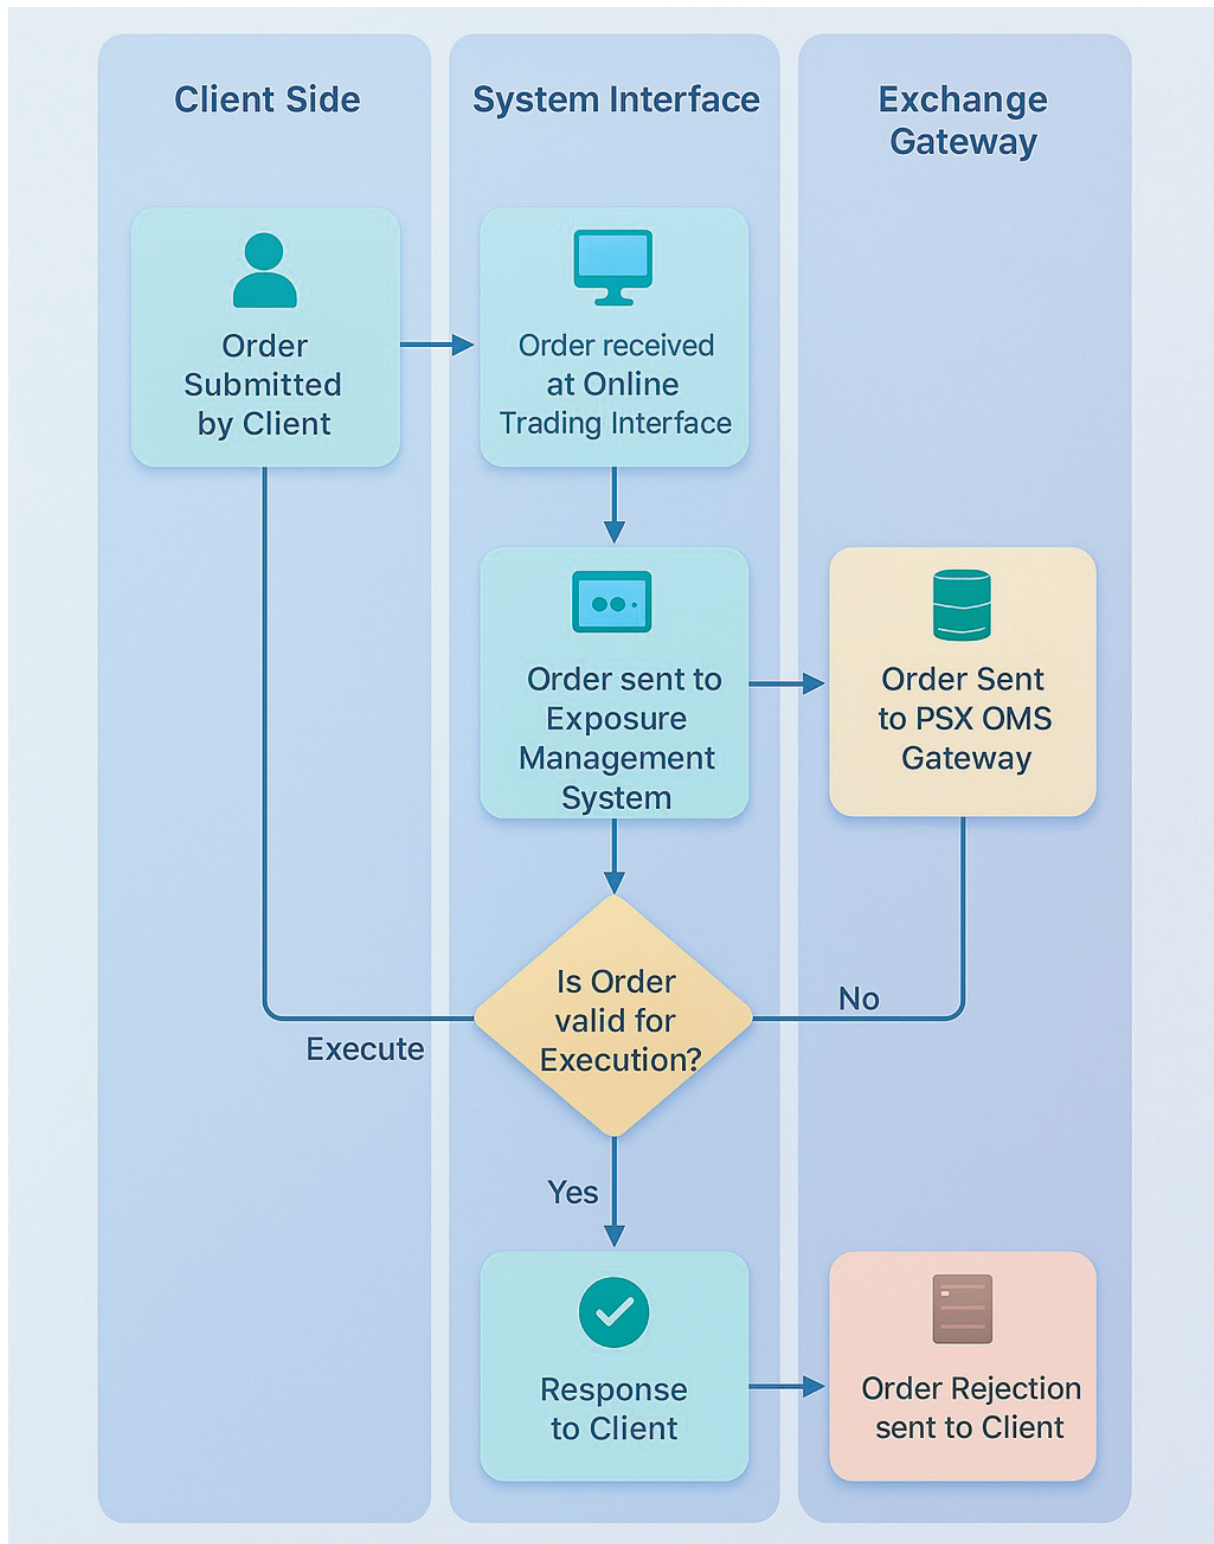 Client Side
System Interface
Exchange
Gateway
Order
Submitted
by Client
Order received
at Online
Trading Interface
Order sent to
Exposure
Management
System
Order Sent
to PSX OMS
Gateway
Is Order
valid for
Execution?
No
Execute
Yes
Response
to Client
Order Rejection
sent to Client